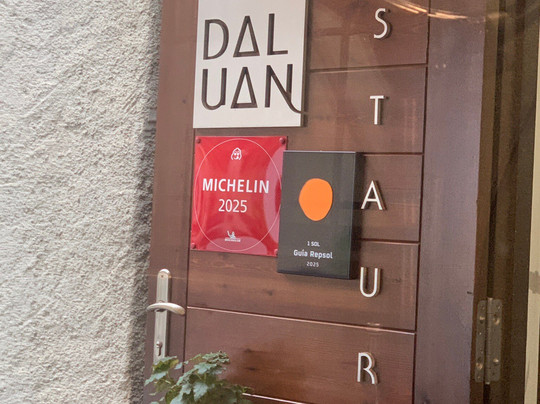 DAL
UAN
MICHELIN
2025
1 SOL
Guía Repsol
2025
S
T
A
U
R